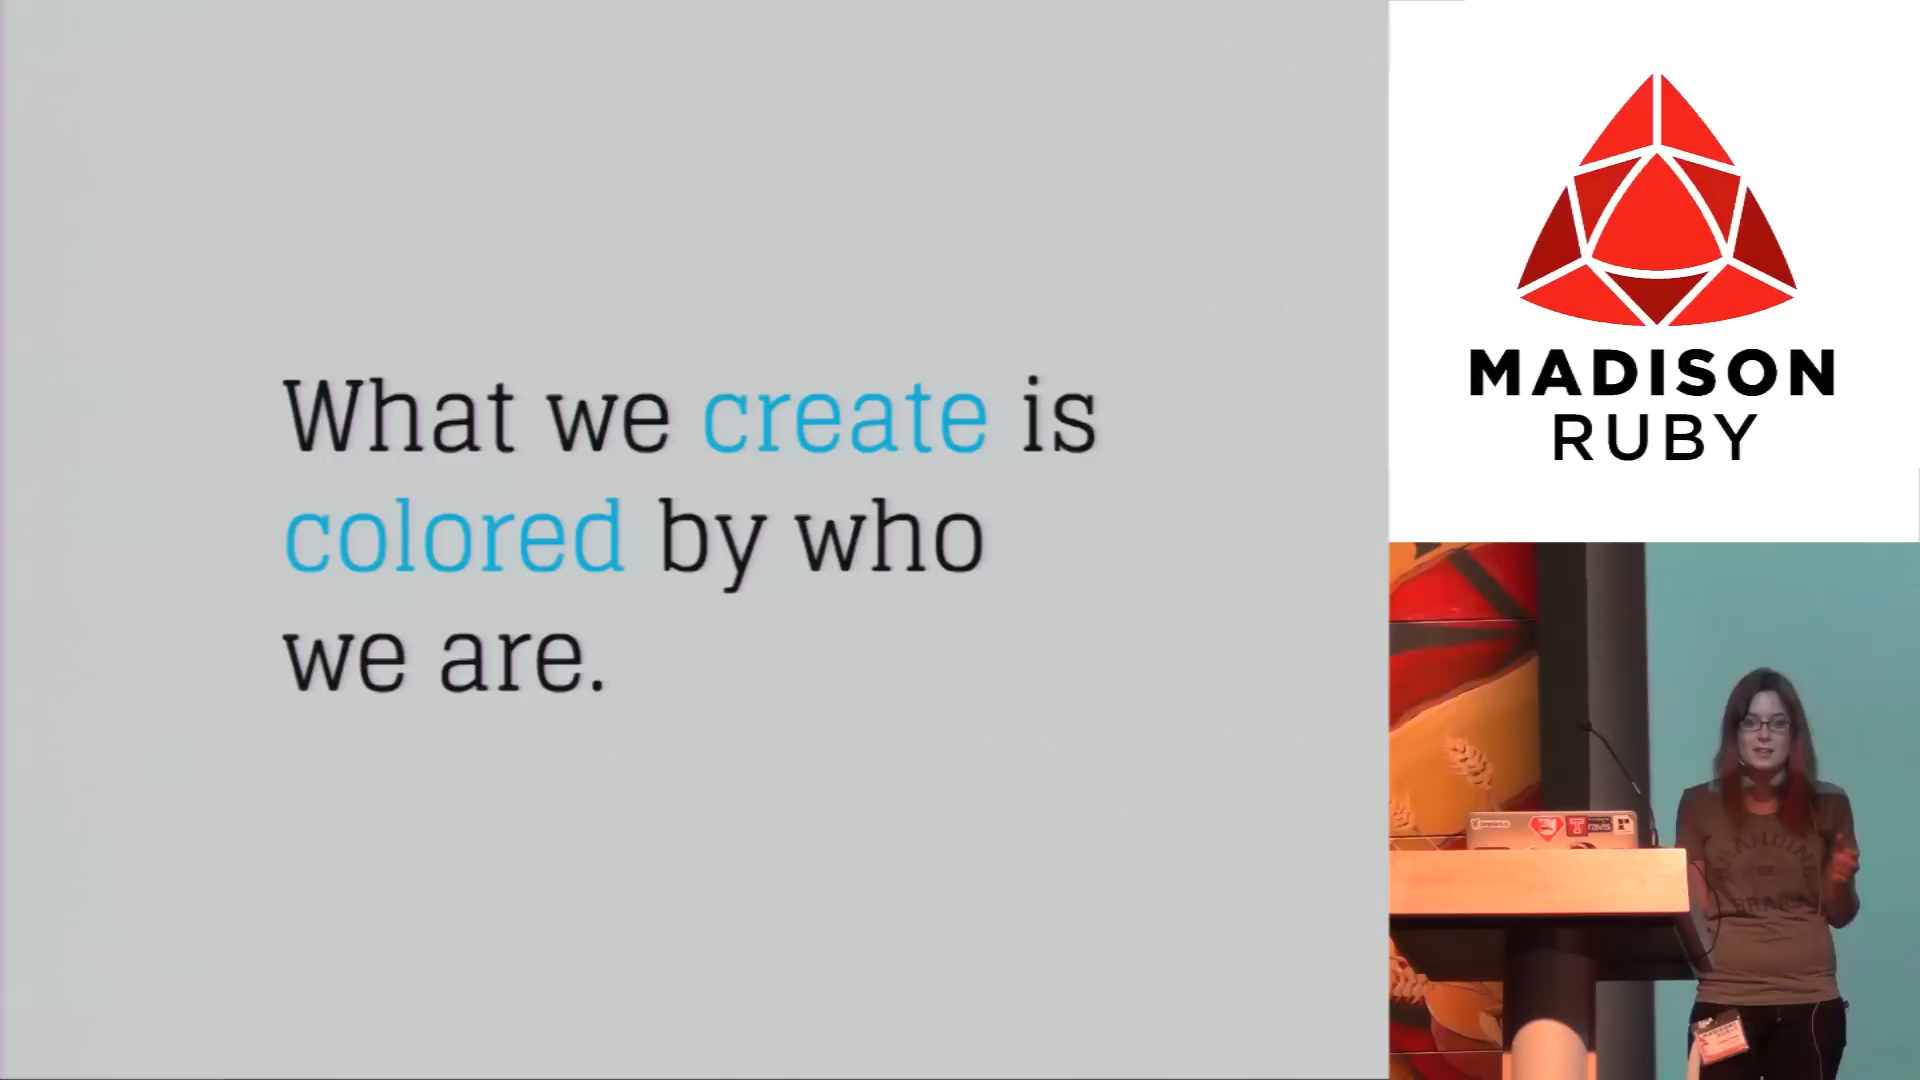 What we create is
colored by who
we are.
MADISON
RUBY